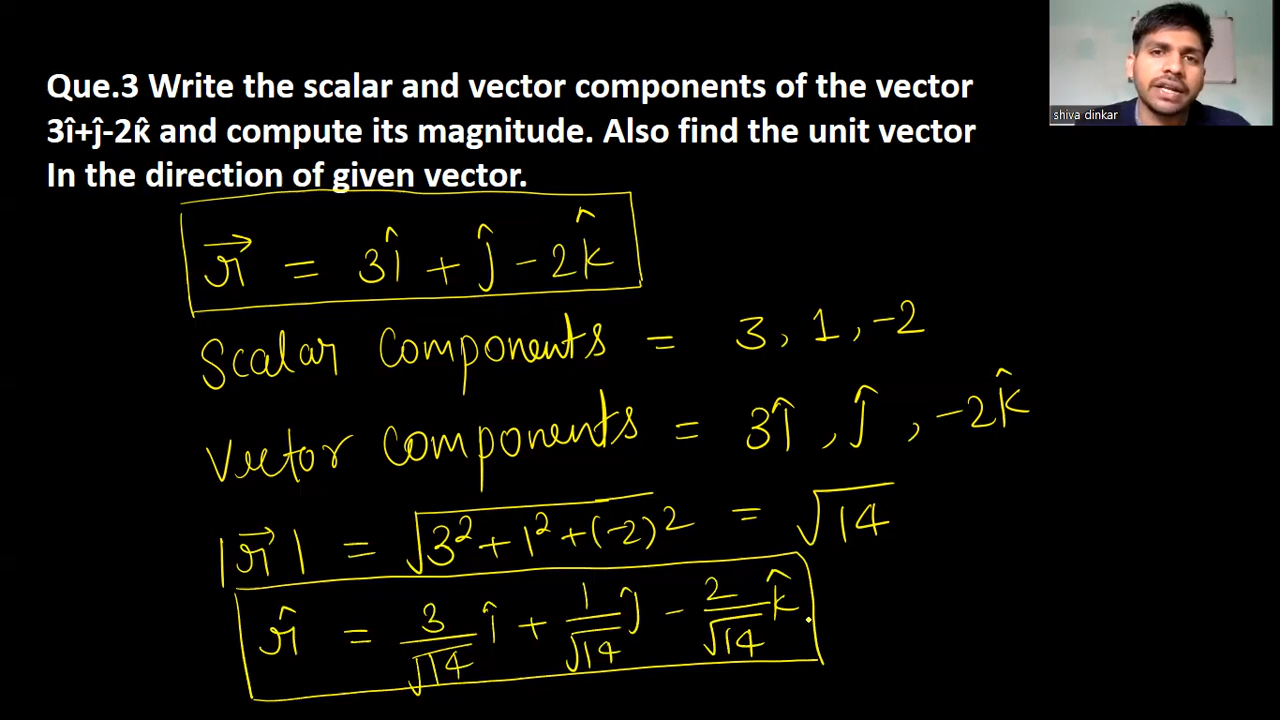 Que.3 Write the scalar and vector components of the vector
3î+ĵ-2k̂ and compute its magnitude. Also find the unit vector
In the direction of given vector.
shiva dinkar
r⃗ = 3î + ĵ - 2k̂
Scalar components = 3, 1, -2
Vector components = 3î, ĵ, -2k̂
|r⃗| = √(3² + 1² + (-2)²) = √14
r̂ = 3/√14 î + 1/√14 ĵ - 2/√14 k̂.